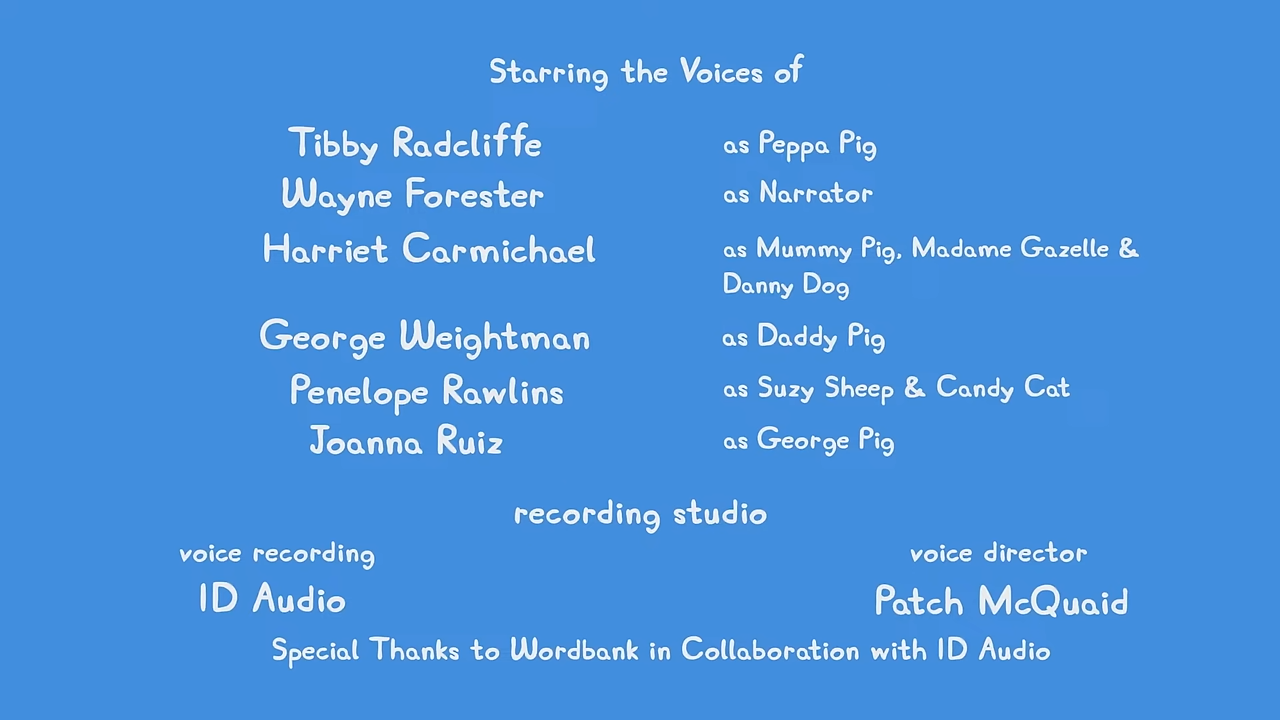 Starring the Voices of
Tibby Radcliffe as Peppa Pig
Wayne Forester as Narrator
Harriet Carmichael as Mummy Pig, Madame Gazelle &
Danny Dog
George Weightman as Daddy Pig
Penelope Rawlins as Suzy Sheep & Candy Cat
Joanna Ruiz as George Pig
recording studio
voice recording voice director
ID Audio Patch McQuaid
Special Thanks to Wordbank in Collaboration with ID Audio